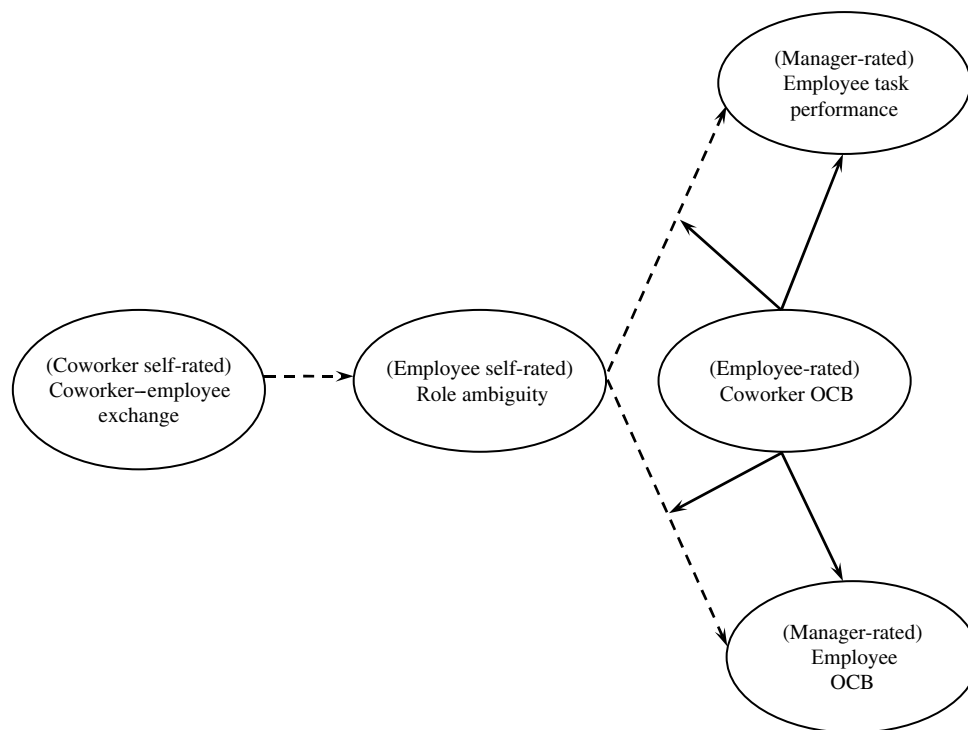 (Manager-rated)
Employee task
performance
(Coworker self-rated)
Coworker−employee
exchange
(Employee self-rated)
Role ambiguity
(Employee-rated)
Coworker OCB
(Manager-rated)
Employee
OCB